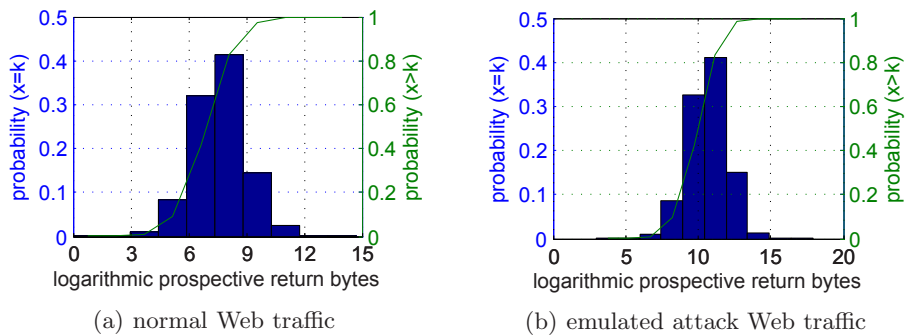 0.5
0.4
0.3
0.2
0.1
0
probability (x=k)
1
0.8
0.6
0.4
0.2
0
probability (x>k)
0 3 6 9 12 15
logarithmic prospective return bytes
(a) normal Web traffic
0.5
0.4
0.3
0.2
0.1
0
probability (x=k)
1
0.8
0.6
0.4
0.2
0
probability (x>k)
0 5 10 15 20
logarithmic prospective return bytes
(b) emulated attack Web traffic